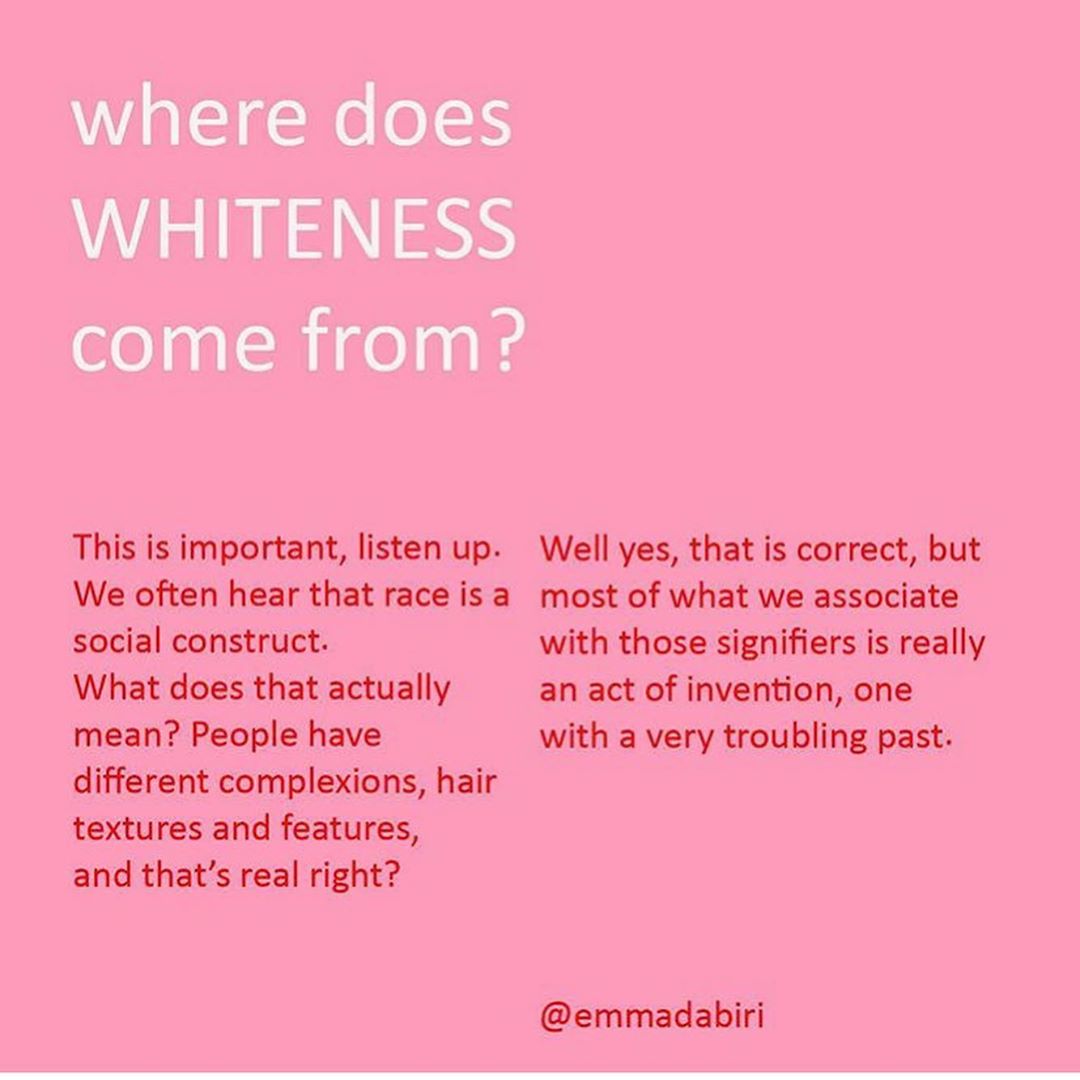 where does
WHITENESS
come from?
This is important, listen up.
We often hear that race is a
social construct.
What does that actually
mean? People have
different complexions, hair
textures and features,
and that’s real right?
Well yes, that is correct, but
most of what we associate
with those signifiers is really
an act of invention, one
with a very troubling past.
@emmadabiri